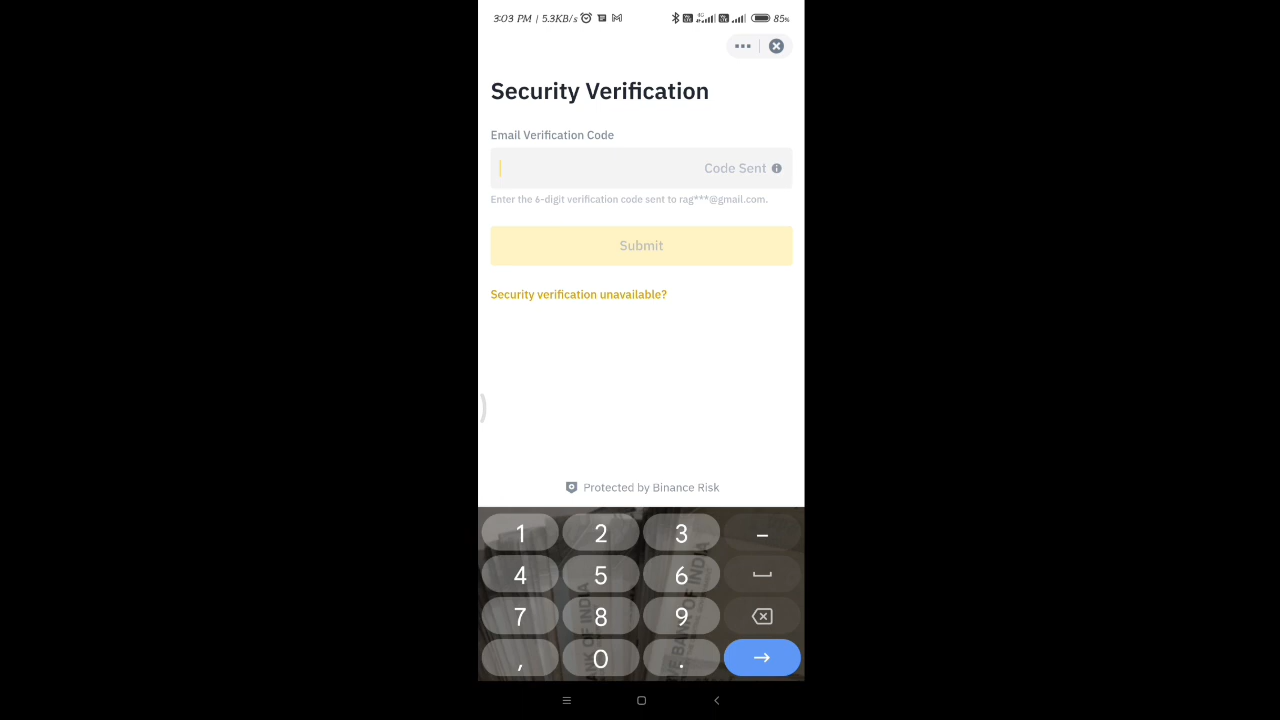 3:03 PM | 5.3KB/s 85%
Security Verification
Email Verification Code
Code Sent
Enter the 6-digit verification code sent to rag***@gmail.com.
Submit
Security verification unavailable?
Protected by Binance Risk
1 2 3 –
4 5 6
7 8 9
, 0 .